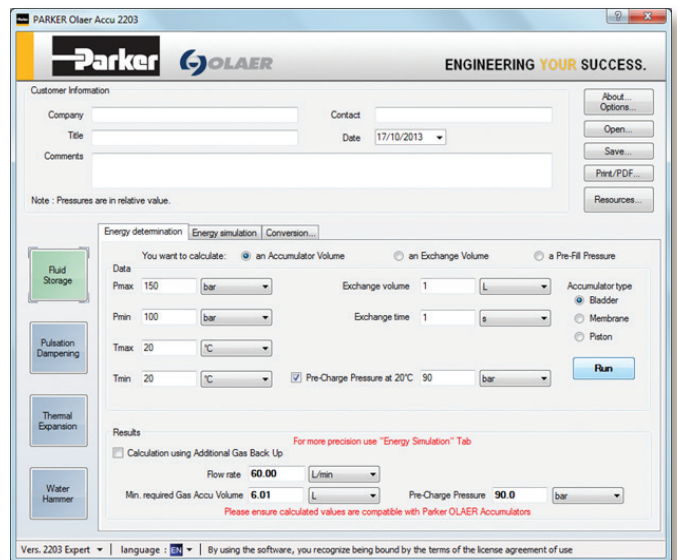 PARKER Olaer Accu 2203
Parker OLAER ENGINEERING YOUR SUCCESS.
Customer Information
Company Contact
Title Date 17/10/2013
Comments
Note : Pressures are in relative value.
About...
Options...
Open...
Save...
Print/PDF...
Resources...
Energy determination Energy simulation Conversion...
Fluid
Storage
Pulsation
Dampening
Thermal
Expansion
Water
Hammer
You want to calculate: an Accumulator Volume an Exchange Volume a Pre-Fill Pressure
Data
Pmax 150 bar Exchange volume 1 L Accumulator type
Bladder
Pmin 100 bar Exchange time 1 s Membrane
Piston
Tmax 20 °C
Run
Tmin 20 °C Pre-Charge Pressure at 20°C 90 bar
Results
For more precision use "Energy Simulation" Tab
Calculation using Additional Gas Back Up
Flow rate 60.00 L/min
Min. required Gas Accu Volume 6.01 L Pre-Charge Pressure 90.0 bar
Please ensure calculated values are compatible with Parker OLAER Accumulators
Vers. 2203 Expert language : EN By using the software, you recognize being bound by the terms of the license agreement of use